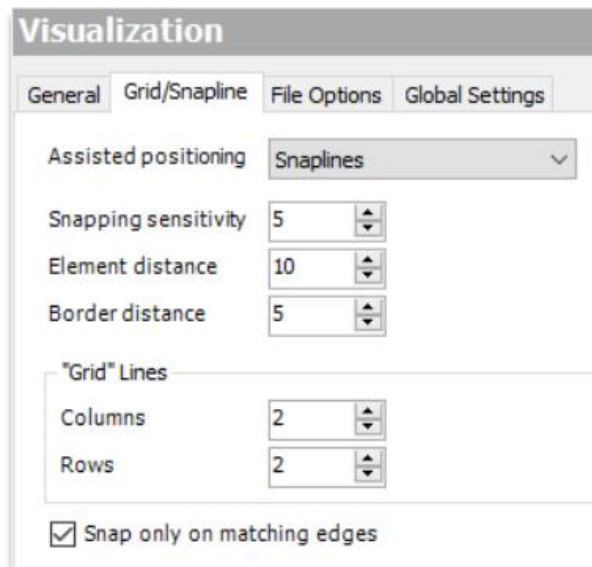 Visualization
General Grid/Snapline File Options Global Settings
Assisted positioning Snaplines
Snapping sensitivity 5
Element distance 10
Border distance 5
"Grid" Lines
Columns 2
Rows 2
Snap only on matching edges